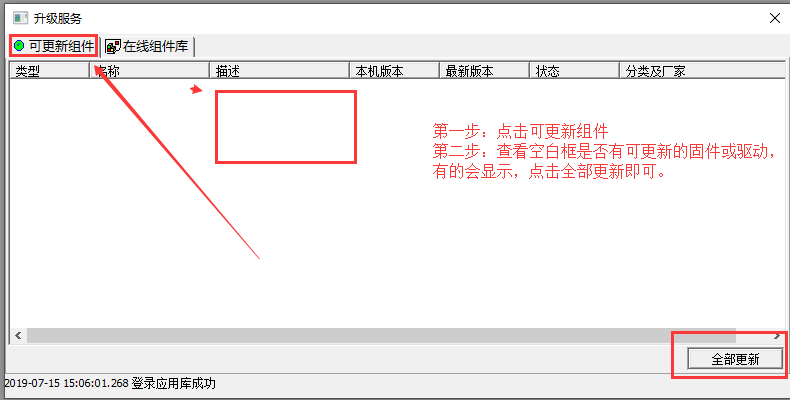 升级服务
可更新组件 在线组件库
类型 名称 描述 本机版本 最新版本 状态 分类及厂家
第一步：点击可更新组件
第二步：查看空白框是否有可更新的固件或驱动，
有的会显示，点击全部更新即可。
全部更新
2019-07-15 15:06:01.268 登录应用库成功